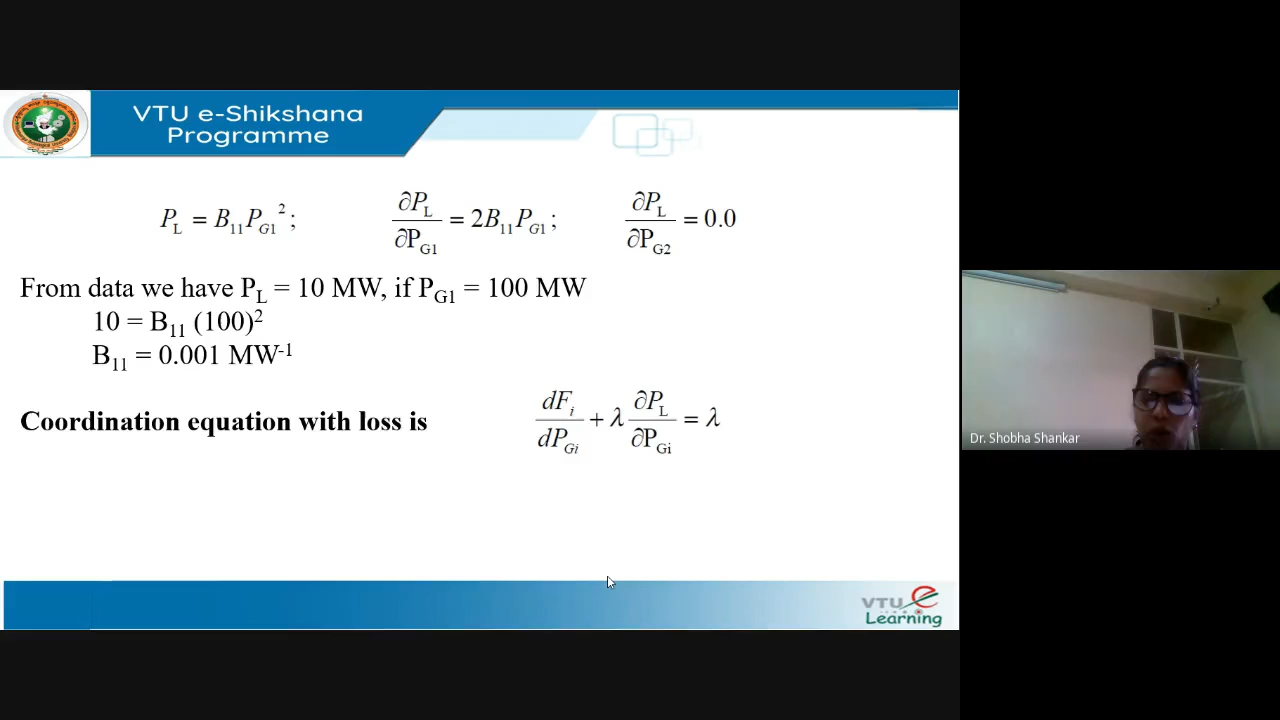 VTU e-Shikshana
Programme
P_L = B_11 P_G1^2 ; ∂P_L/∂P_G1 = 2B_11 P_G1 ; ∂P_L/∂P_G2 = 0.0
From data we have P_L = 10 MW, if P_G1 = 100 MW
10 = B_11 (100)^2
B_11 = 0.001 MW^-1
Coordination equation with loss is dF_i/dP_Gi + λ ∂P_L/∂P_Gi = λ
Dr. Shobha Shankar
VTU e
Learning